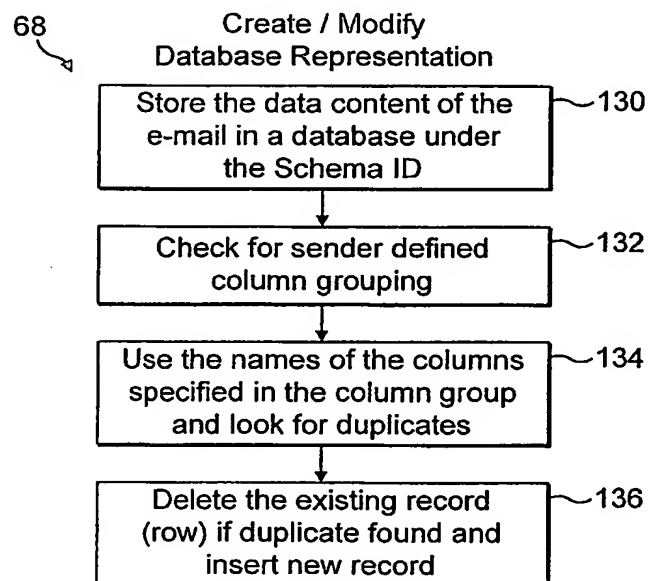 68
Create / Modify
Database Representation
Store the data content of the
e-mail in a database under
the Schema ID
130
Check for sender defined
column grouping
132
Use the names of the columns
specified in the column group
and look for duplicates
134
Delete the existing record
(row) if duplicate found and
insert new record
136